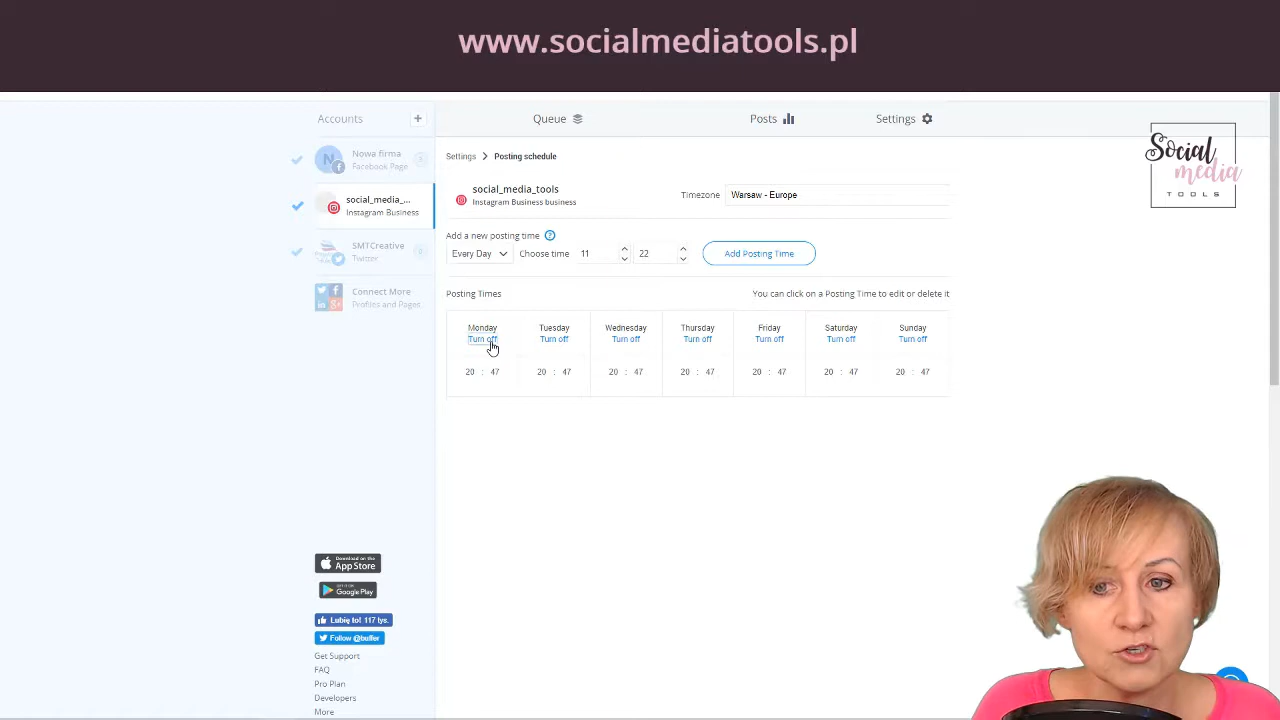 www.socialmediatools.pl
Accounts +
Queue
Posts
Settings
N
Nowa firma
Facebook Page
social_media_...
Instagram Business
SMTCreative
Twitter
Connect More
Profiles and Pages
Settings > Posting schedule
social_media_tools
Instagram Business business
Timezone
Warsaw - Europe
Add a new posting time ?
Every Day
Choose time
11
22
Add Posting Time
Posting Times
You can click on a Posting Time to edit or delete it
Monday Tuesday Wednesday Thursday Friday Saturday Sunday
Turn off Turn off Turn off Turn off Turn off Turn off Turn off
20 : 47 20 : 47 20 : 47 20 : 47 20 : 47 20 : 47 20 : 47
Social
media
TOOLS
Download on the
App Store
GET IT ON
Google Play
Lubię to! 117 tys.
Follow @buffer
Get Support
FAQ
Pro Plan
Developers
More